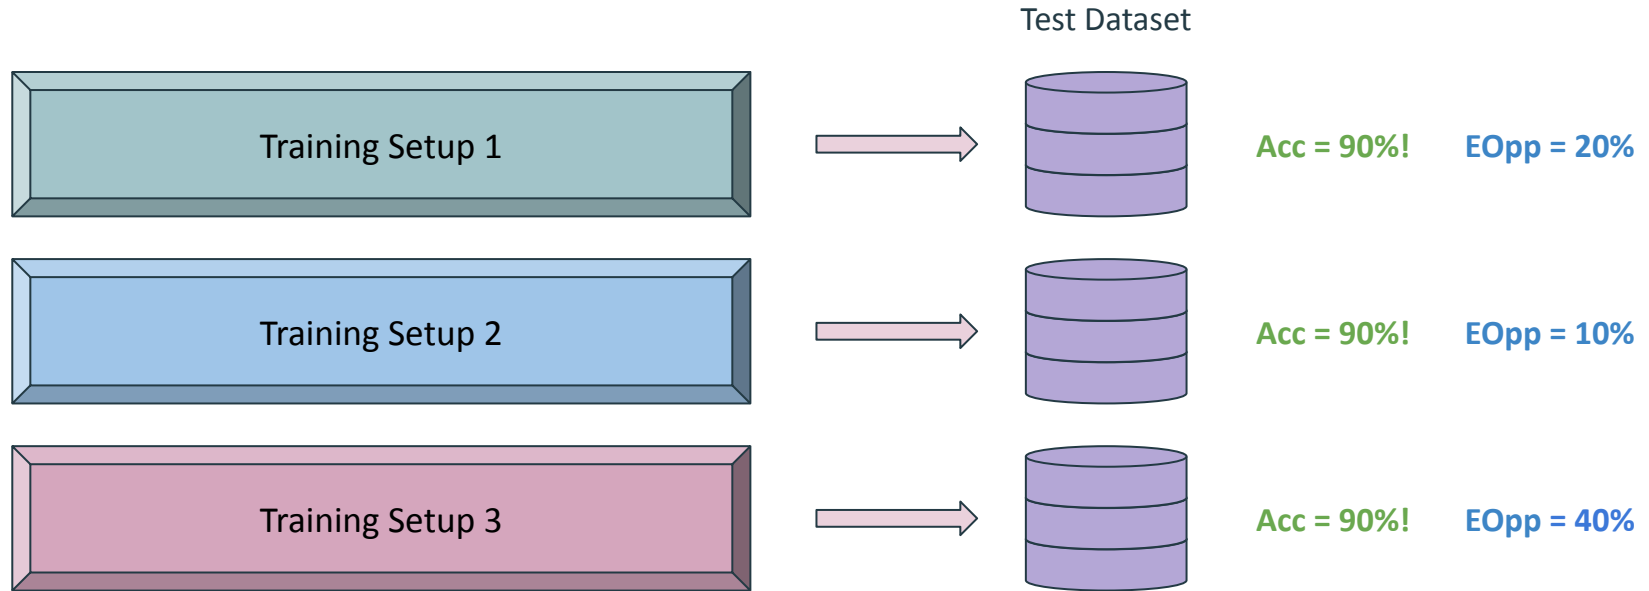 Test Dataset
Training Setup 1 Acc = 90%! EOpp = 20%
Training Setup 2 Acc = 90%! EOpp = 10%
Training Setup 3 Acc = 90%! EOpp = 40%